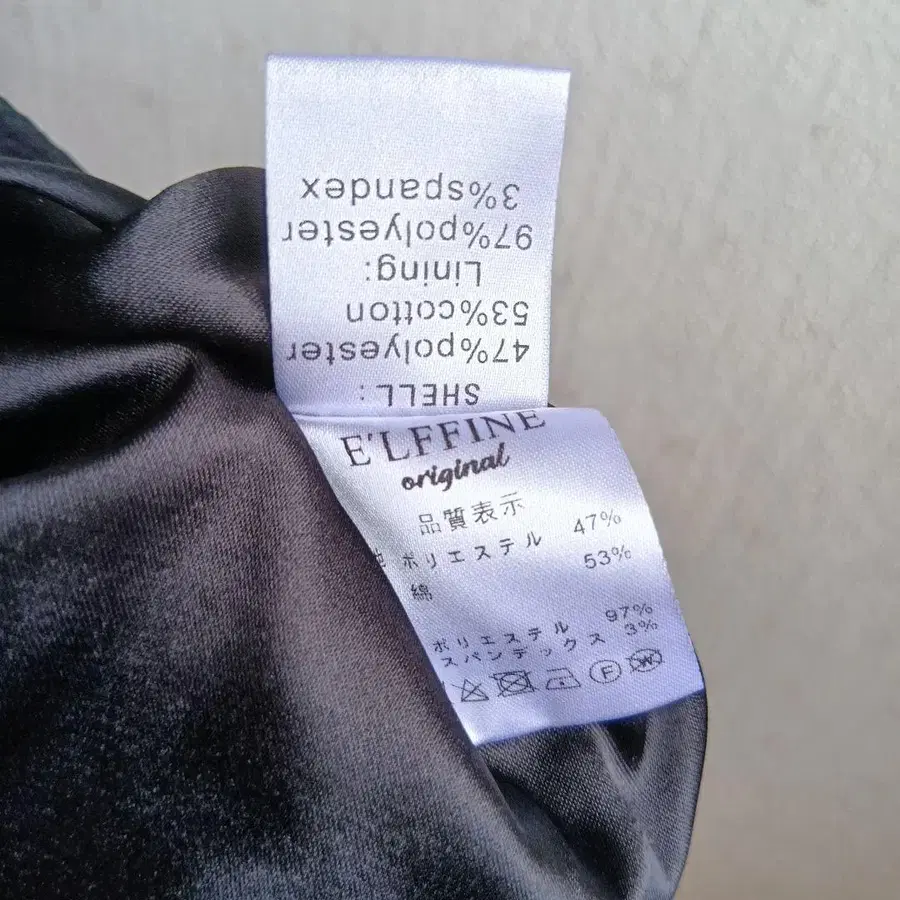 SHELL:
47%polyester
53%cotton
Lining:
97%polyester
3%spandex
E'LFFINE
original
品質表示
ポリエステル 47%
綿 53%
ポリエステル 97%
スパンデックス 3%
F W